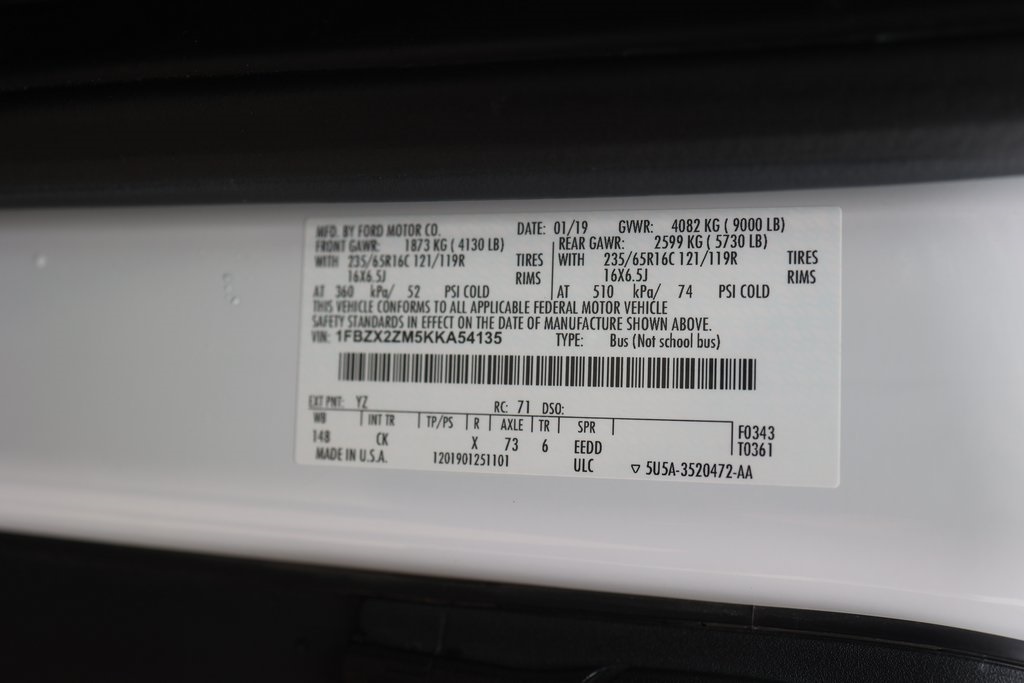 MFD. BY FORD MOTOR CO. DATE: 01/19 GVWR: 4082 KG ( 9000 LB)
FRONT GAWR: 1873 KG ( 4130 LB) REAR GAWR: 2599 KG ( 5730 LB)
WITH 235/65R16C 121/119R TIRES WITH 235/65R16C 121/119R TIRES
16X6.5J RIMS 16X6.5J RIMS
AT 360 kPa/ 52 PSI COLD AT 510 kPa/ 74 PSI COLD
THIS VEHICLE CONFORMS TO ALL APPLICABLE FEDERAL MOTOR VEHICLE
SAFETY STANDARDS IN EFFECT ON THE DATE OF MANUFACTURE SHOWN ABOVE.
VIN: 1FBZX2ZM5KKA54135 TYPE: Bus (Not school bus)
EXT PNT: YZ RC: 71 DSO:
WB INT TR TP/PS R AXLE TR SPR F0343
148 CK X 73 6 EEDD T0361
MADE IN U.S.A. 1201901251101 ULC ▽ 5U5A-3520472-AA